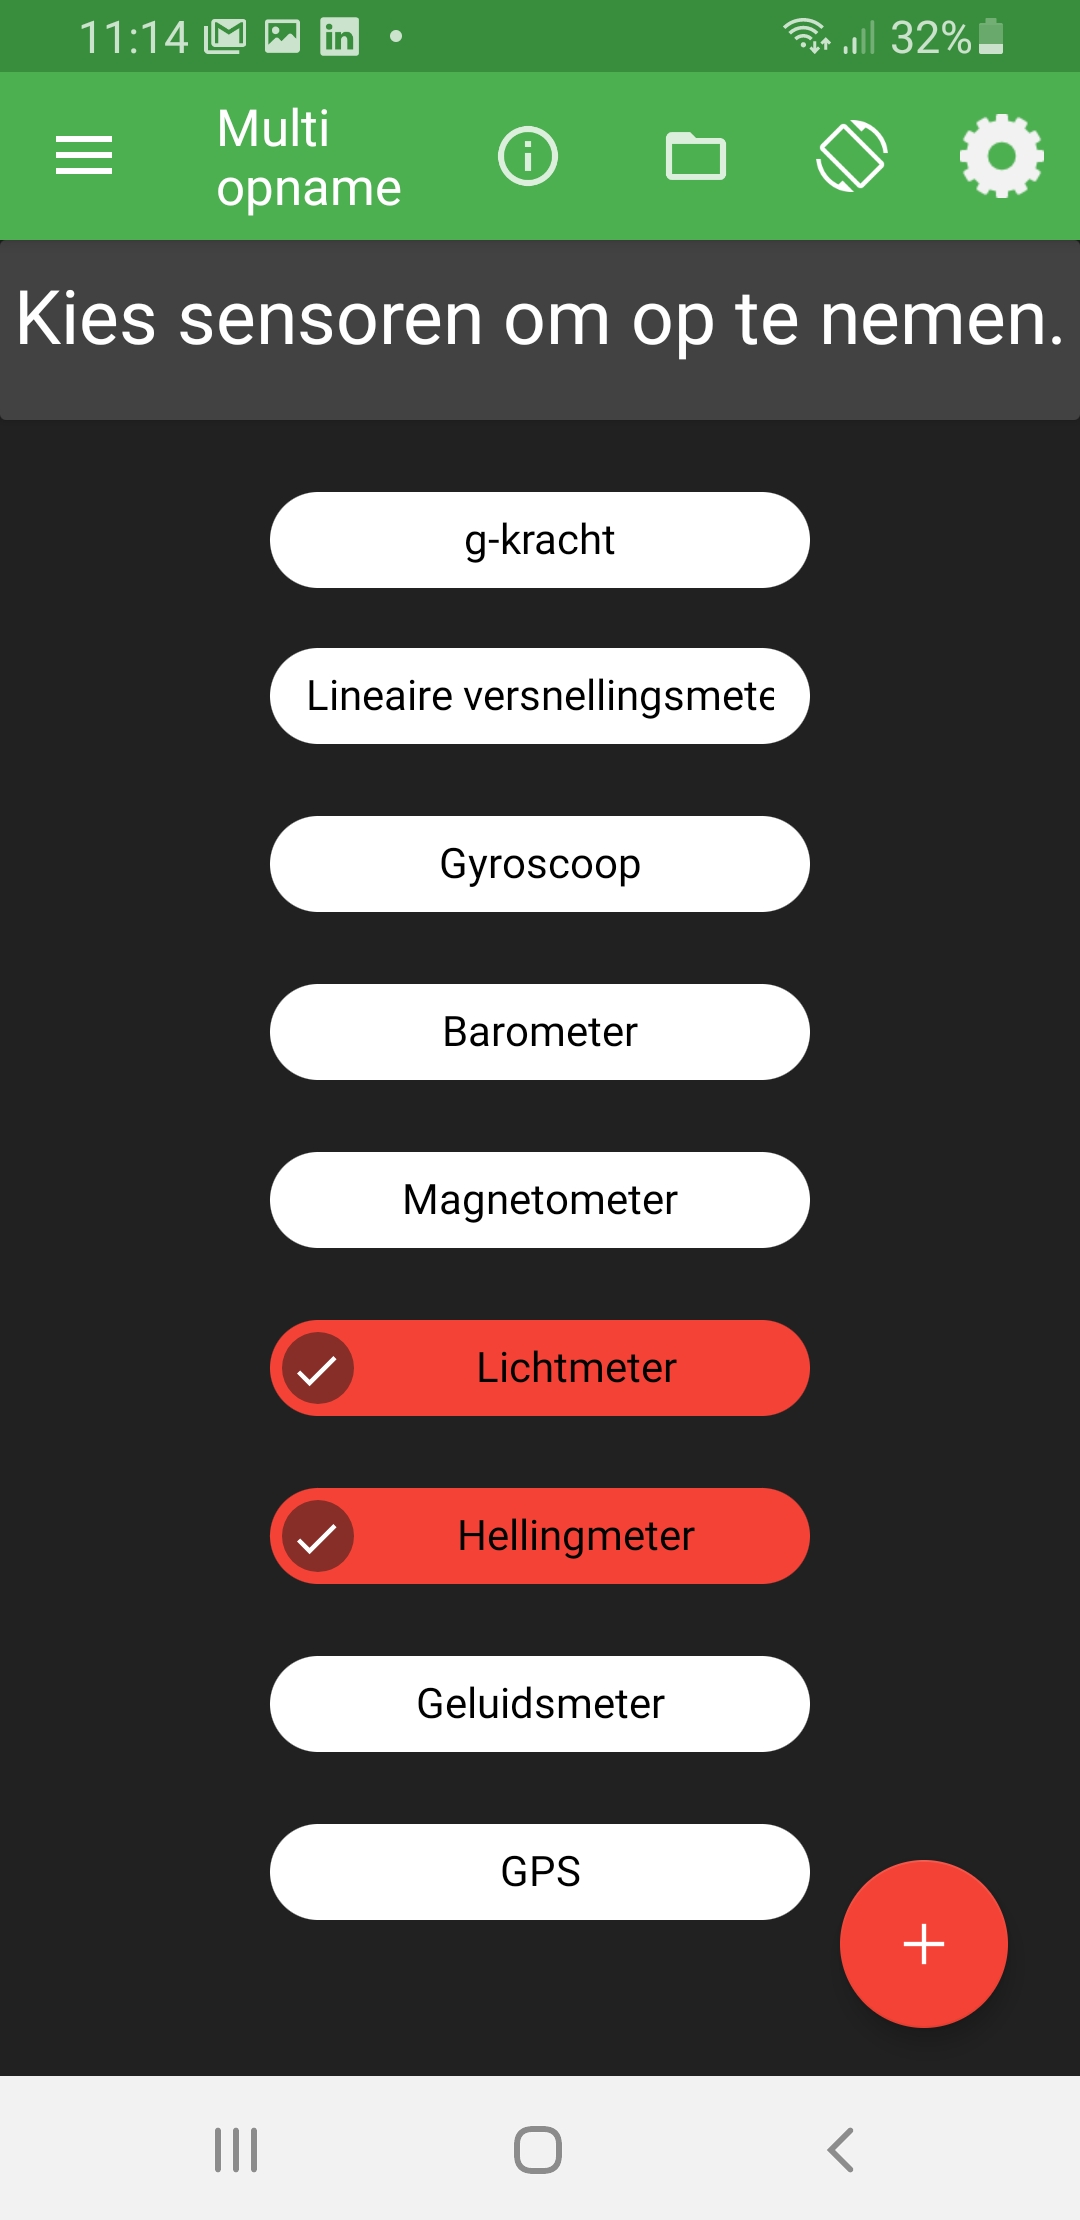 11:14
32%
Multi
opname
Kies sensoren om op te nemen.
g-kracht
Lineaire versnellingsmete
Gyroscoop
Barometer
Magnetometer
Lichtmeter
Hellingmeter
Geluidsmeter
GPS